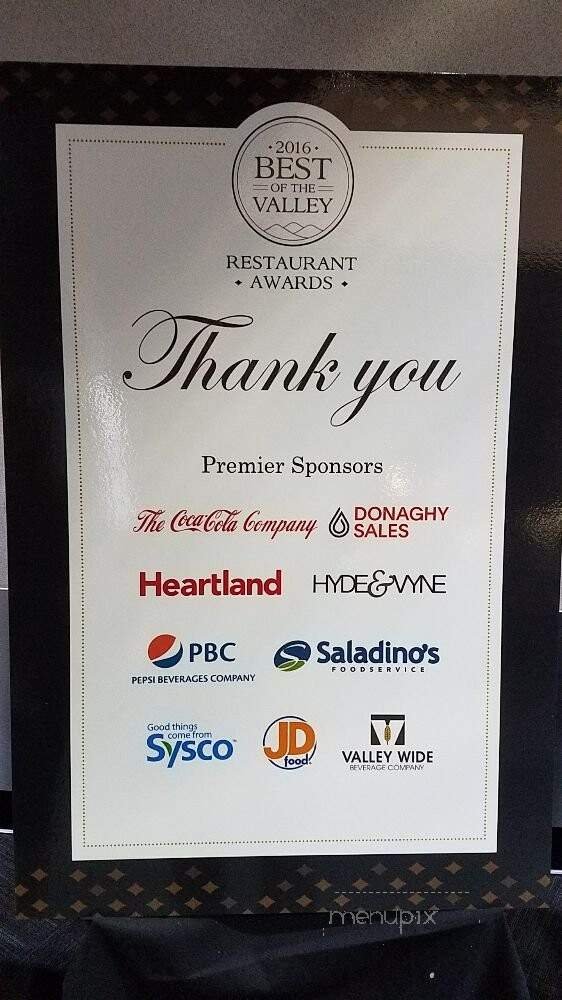 · 2016 ·
BEST
OF THE
VALLEY
RESTAURANT
• AWARDS •
Thank you
Premier Sponsors
The Coca-Cola Company
DONAGHY
SALES
Heartland
HYDE&VYNE
PBC
PEPSI BEVERAGES COMPANY
Saladino's
FOODSERVICE
Good things
come from
Sysco
JD
food
VALLEY WIDE
BEVERAGE COMPANY
menupix